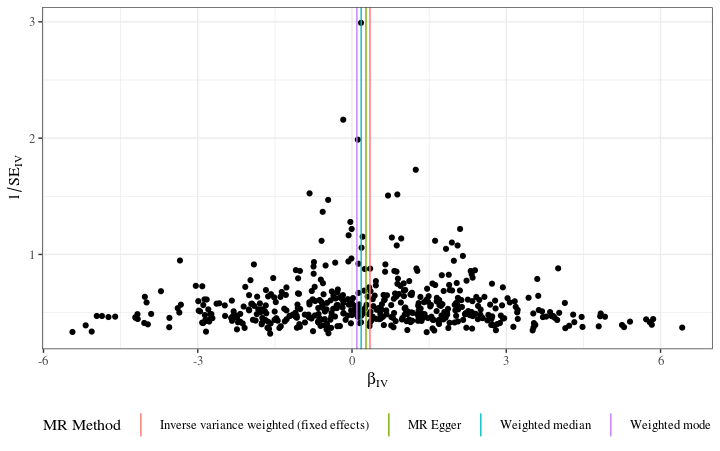 3
2
1
1/SE_IV
-6 -3 0 3 6
β_IV
MR Method Inverse variance weighted (fixed effects) MR Egger Weighted median Weighted mode